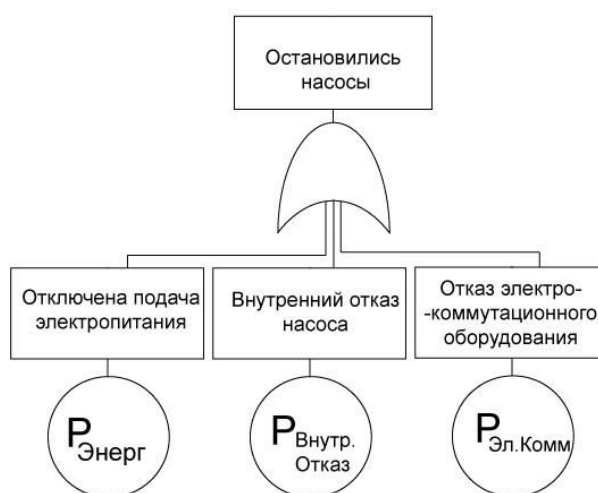 Остановились
насосы
Отключена подача
электропитания
Внутренний отказ
насоса
Отказ электро-
-коммутационного
оборудования
PЭнерг
PВнутр.
Отказ
PЭл.Комм